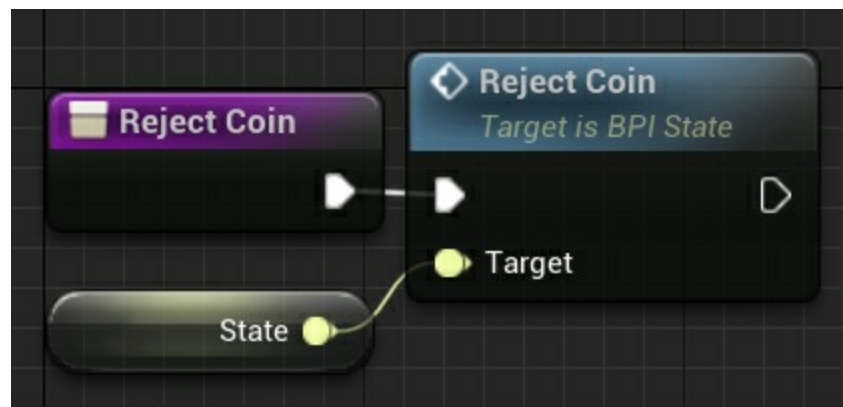 Reject Coin
Reject Coin
Target is BPI State
Target
State